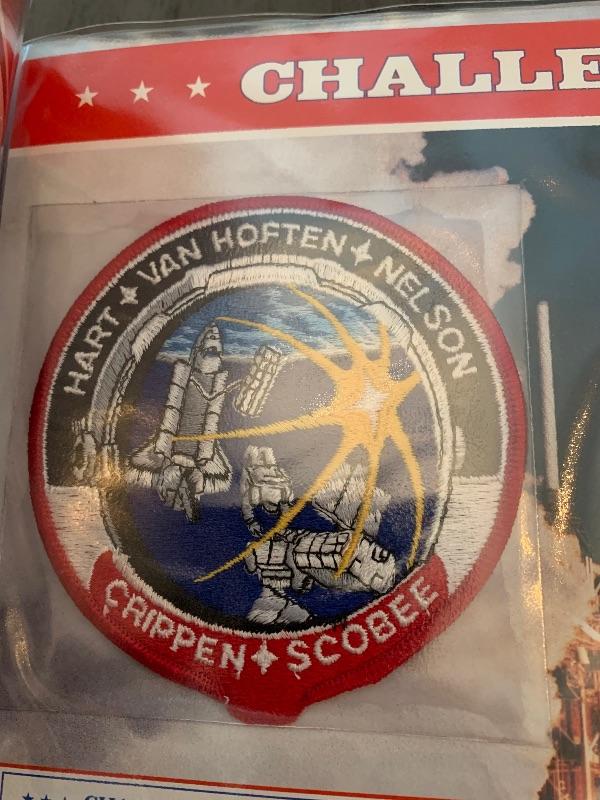 ★ ★ ★ CHALLE
HART ✦ VAN HOFTEN ✦ NELSON
CRIPPEN ✦ SCOBEE